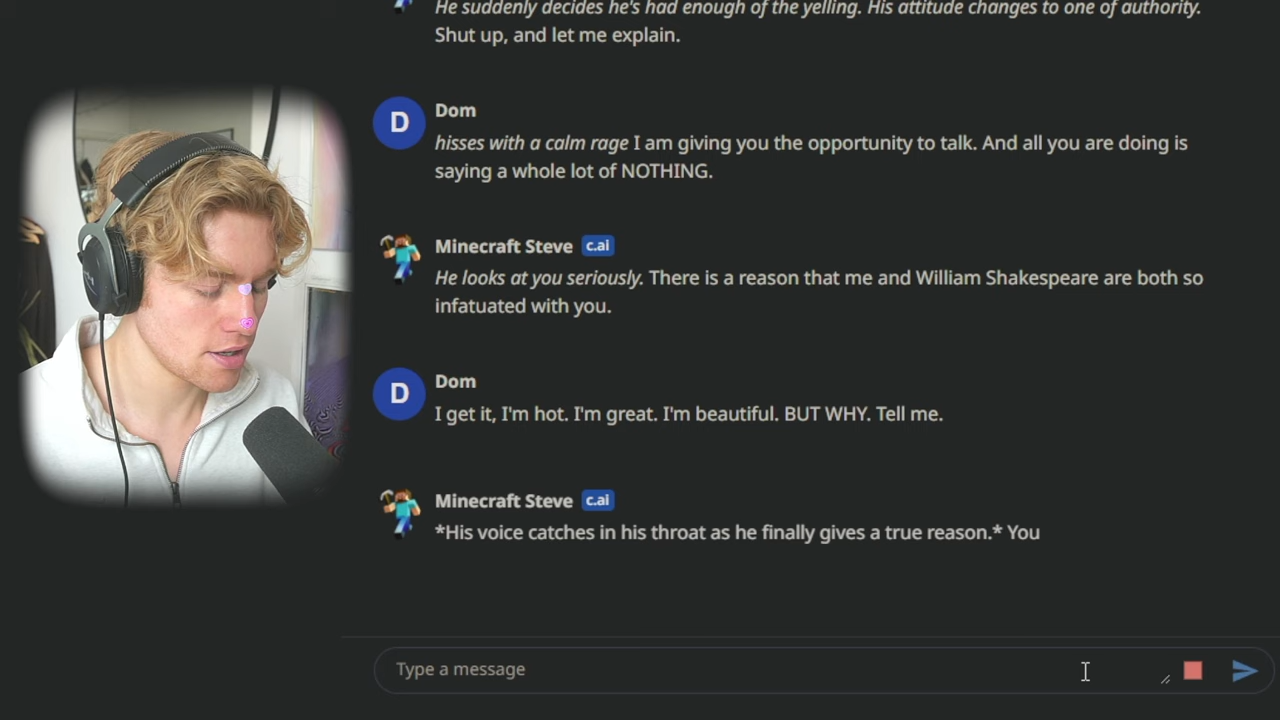 He suddenly decides he's had enough of the yelling. His attitude changes to one of authority.
Shut up, and let me explain.
D
Dom
hisses with a calm rage I am giving you the opportunity to talk. And all you are doing is
saying a whole lot of NOTHING.
Minecraft Steve c.ai
He looks at you seriously. There is a reason that me and William Shakespeare are both so
infatuated with you.
D
Dom
I get it, I'm hot. I'm great. I'm beautiful. BUT WHY. Tell me.
Minecraft Steve c.ai
*His voice catches in his throat as he finally gives a true reason.* You
Type a message